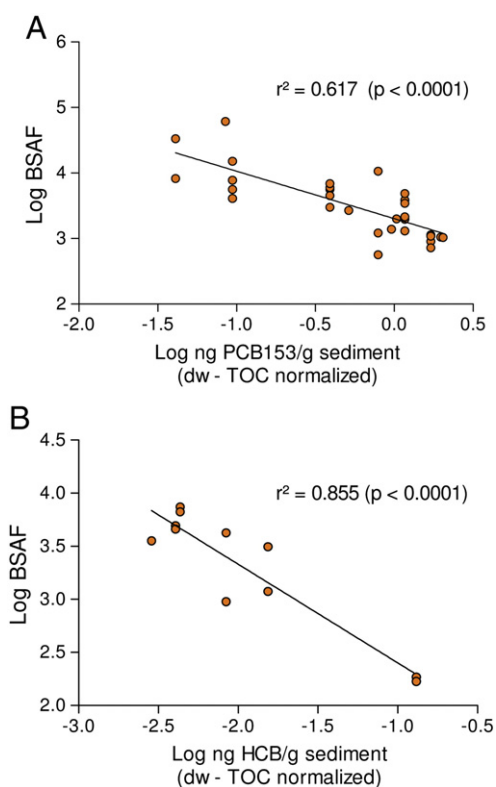 A
6
5
4
3
2
Log BSAF
r² = 0.617 (p < 0.0001)
-2.0 -1.5 -1.0 -0.5 0.0 0.5
Log ng PCB153/g sediment
(dw - TOC normalized)
B
4.5
4.0
3.5
3.0
2.5
2.0
Log BSAF
r² = 0.855 (p < 0.0001)
-3.0 -2.5 -2.0 -1.5 -1.0 -0.5
Log ng HCB/g sediment
(dw - TOC normalized)